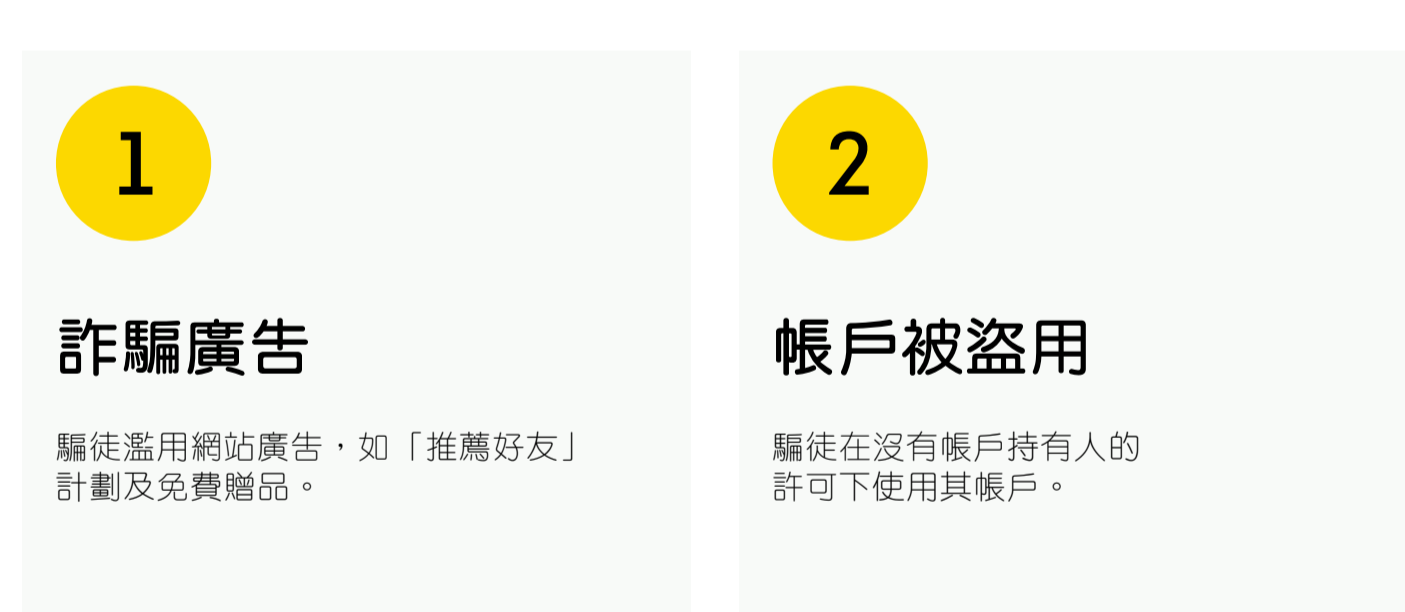 1
詐騙廣告
騙徒濫用網站廣告，如「推薦好友」
計劃及免費贈品。
2
帳戶被盜用
騙徒在沒有帳戶持有人的
許可下使用其帳戶。